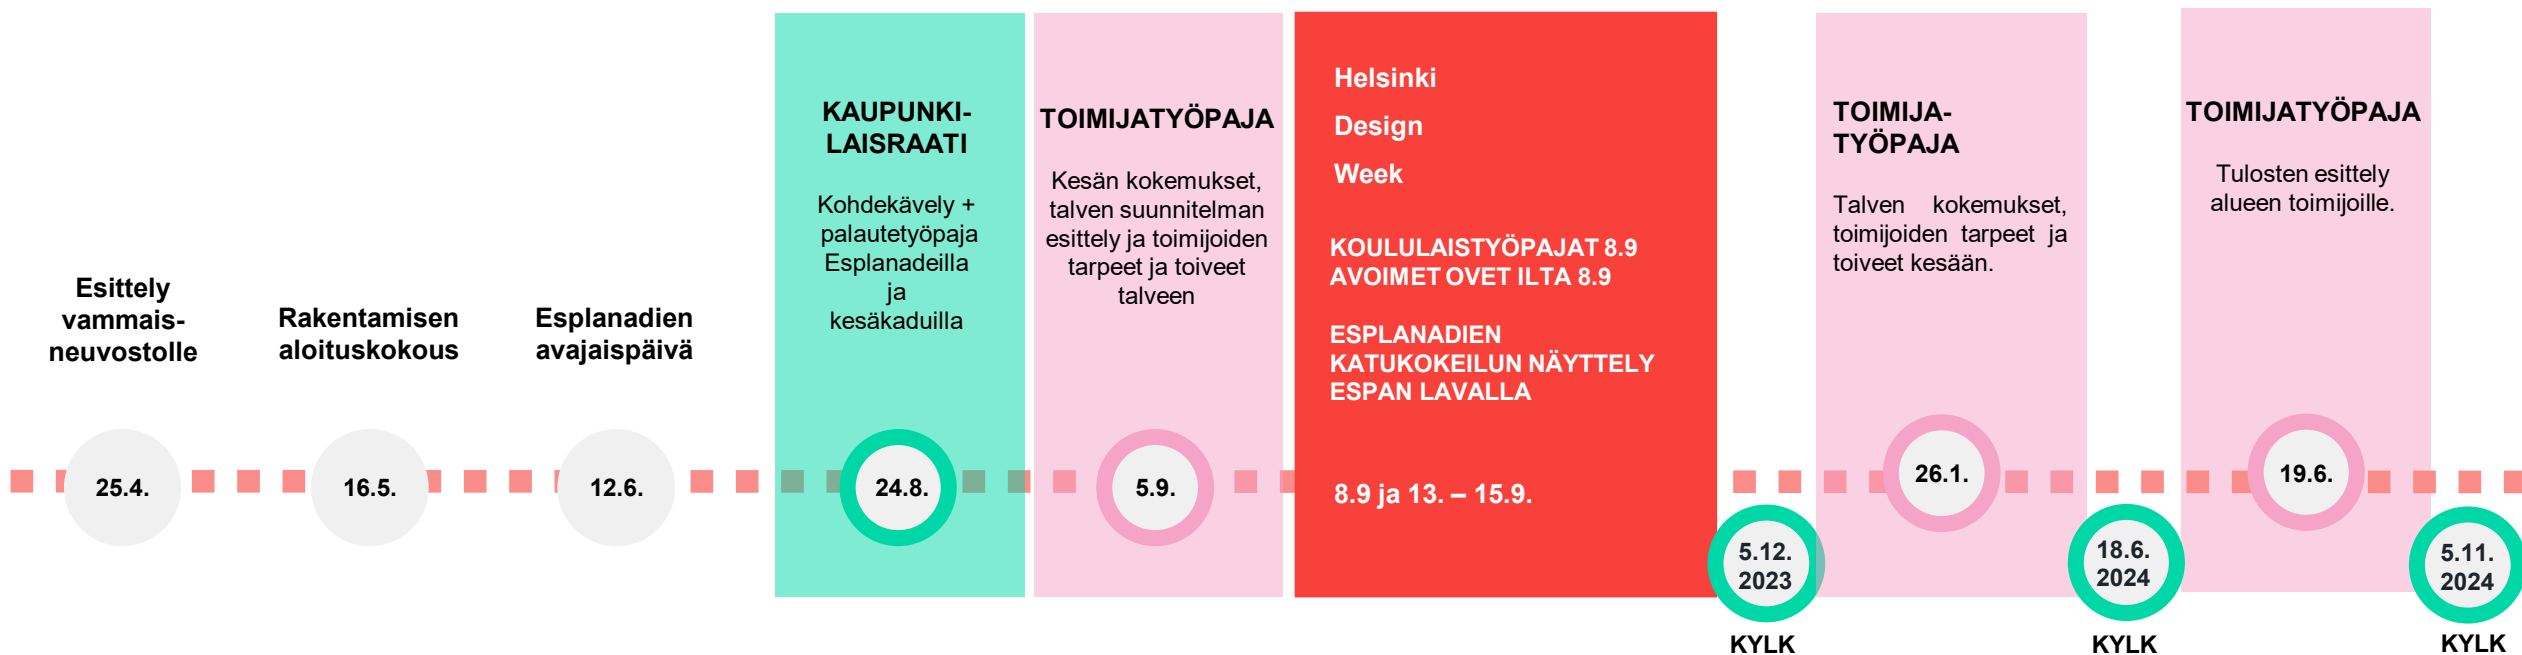 Esittely
vammais-
neuvostolle
25.4.
Rakentamisen
aloituskokous
16.5.
Esplanadien
avajaispäivä
12.6.
KAUPUNKI-
LAISRAATI
Kohdekävely +
palautetyöpaja
Esplanadeilla
ja
kesäkaduilla
24.8.
TOIMIJATYÖPAJA
Kesän kokemukset,
talven suunnitelman
esittely ja toimijoiden
tarpeet ja toiveet
talveen
5.9.
Helsinki
Design
Week
KOULULAISTYÖPAJAT 8.9
AVOIMET OVET ILTA 8.9
ESPLANADIEN
KATUKOKEILUN NÄYTTELY
ESPAN LAVALLA
8.9 ja 13. – 15.9.
5.12.
2023
KYLK
TOIMIJA-
TYÖPAJA
Talven kokemukset,
toimijoiden tarpeet ja
toiveet kesään.
26.1.
18.6.
2024
KYLK
TOIMIJATYÖPAJA
Tulosten esittely
alueen toimijoille.
19.6.
5.11.
2024
KYLK